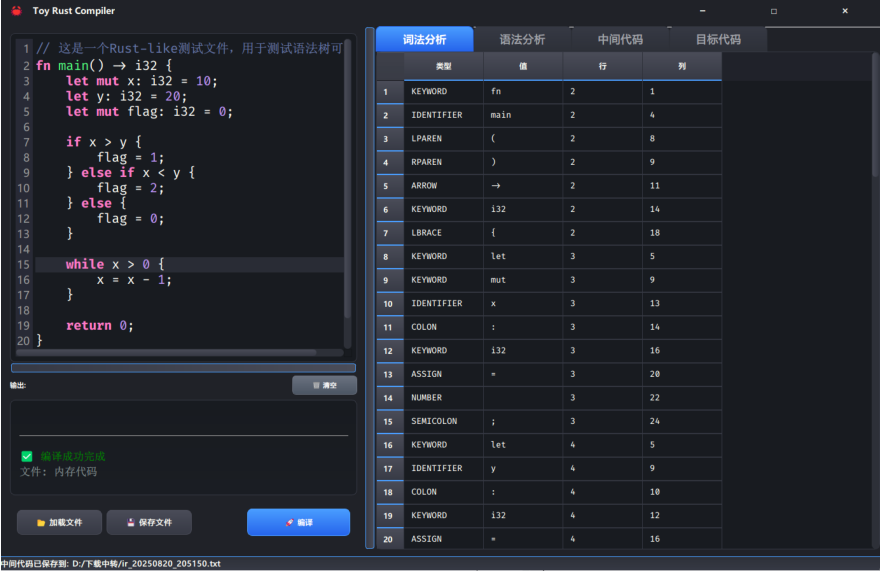 Toy Rust Compiler
1 // 这是一个Rust-like测试文件，用于测试语法树可
2 fn main() -> i32 {
3     let mut x: i32 = 10;
4     let y: i32 = 20;
5     let mut flag: i32 = 0;
6
7     if x > y {
8         flag = 1;
9     } else if x < y {
10         flag = 2;
11     } else {
12         flag = 0;
13     }
14
15     while x > 0 {
16         x = x - 1;
17     }
18
19     return 0;
20 }
输出:
清空
✅ 编译成功完成
文件: 内存代码
加载文件 保存文件 编译
词法分析 语法分析 中间代码 目标代码
类型 值 行 列
1 KEYWORD fn 2 1
2 IDENTIFIER main 2 4
3 LPAREN ( 2 8
4 RPAREN ) 2 9
5 ARROW -> 2 11
6 KEYWORD i32 2 14
7 LBRACE { 2 18
8 KEYWORD let 3 5
9 KEYWORD mut 3 9
10 IDENTIFIER x 3 13
11 COLON : 3 14
12 KEYWORD i32 3 16
13 ASSIGN = 3 20
14 NUMBER 3 22
15 SEMICOLON ; 3 24
16 KEYWORD let 4 5
17 IDENTIFIER y 4 9
18 COLON : 4 10
19 KEYWORD i32 4 12
20 ASSIGN = 4 16
中间代码已保存到: D:/下载中转/ir_20250820_205150.txt